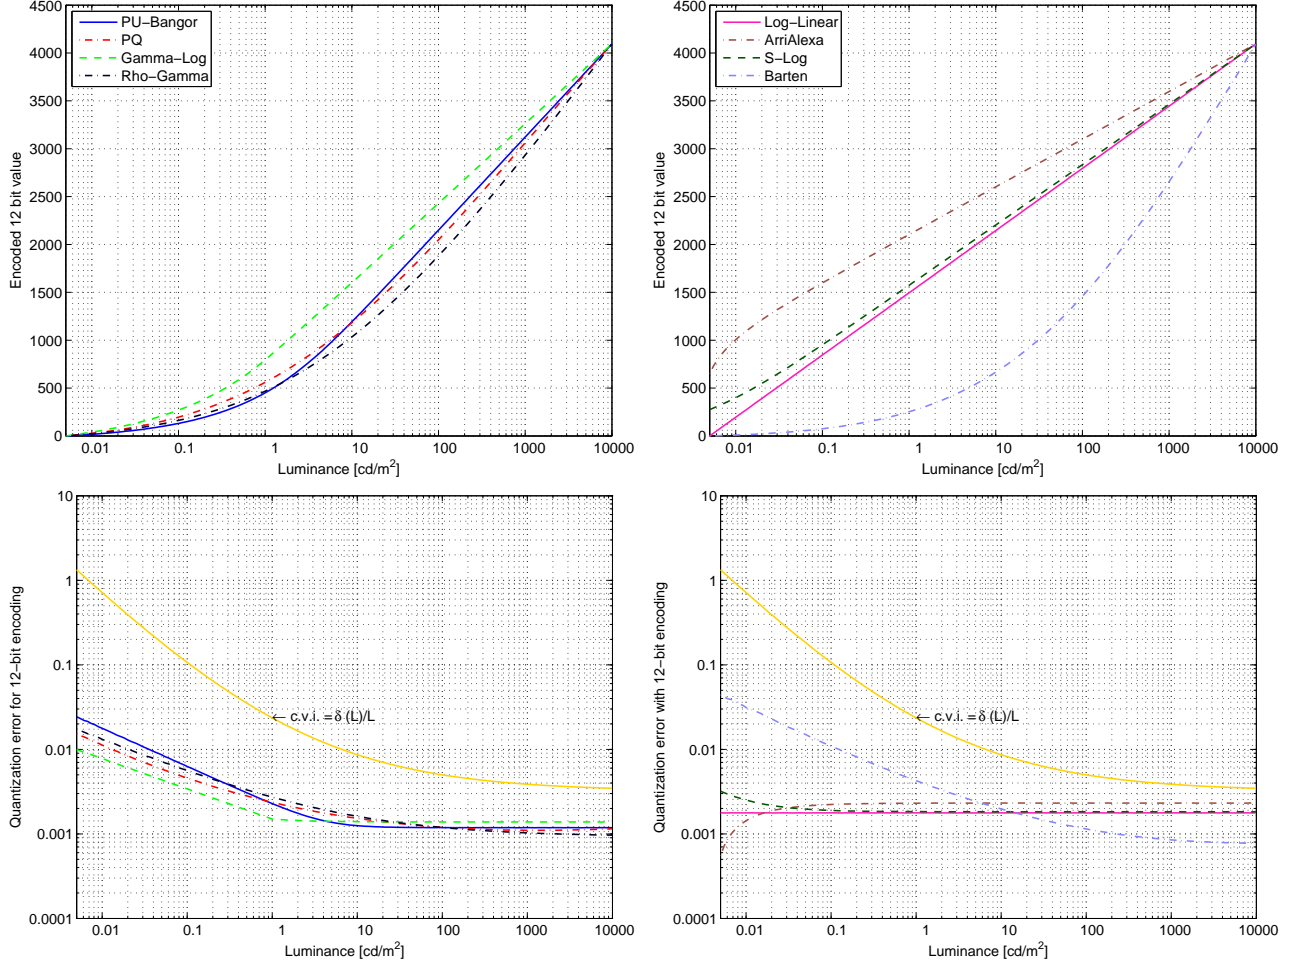 4500
4000
3500
3000
2500
2000
1500
1000
500
0
Encoded 12 bit value
PU−Bangor
PQ
Gamma−Log
Rho−Gamma
0.01 0.1 1 10 100 1000 10000
Luminance [cd/m2]
4500
4000
3500
3000
2500
2000
1500
1000
500
0
Encoded 12 bit value
Log−Linear
ArriAlexa
S−Log
Barten
0.01 0.1 1 10 100 1000 10000
Luminance [cd/m2]
10
1
0.1
0.01
0.001
0.0001
Quantization error for 12−bit encoding
← c.v.i. = δ (L)/L
0.01 0.1 1 10 100 1000 10000
Luminance [cd/m2]
10
1
0.1
0.01
0.001
0.0001
Quantization error with 12−bit encoding
← c.v.i. = δ (L)/L
0.01 0.1 1 10 100 1000 10000
Luminance [cd/m2]